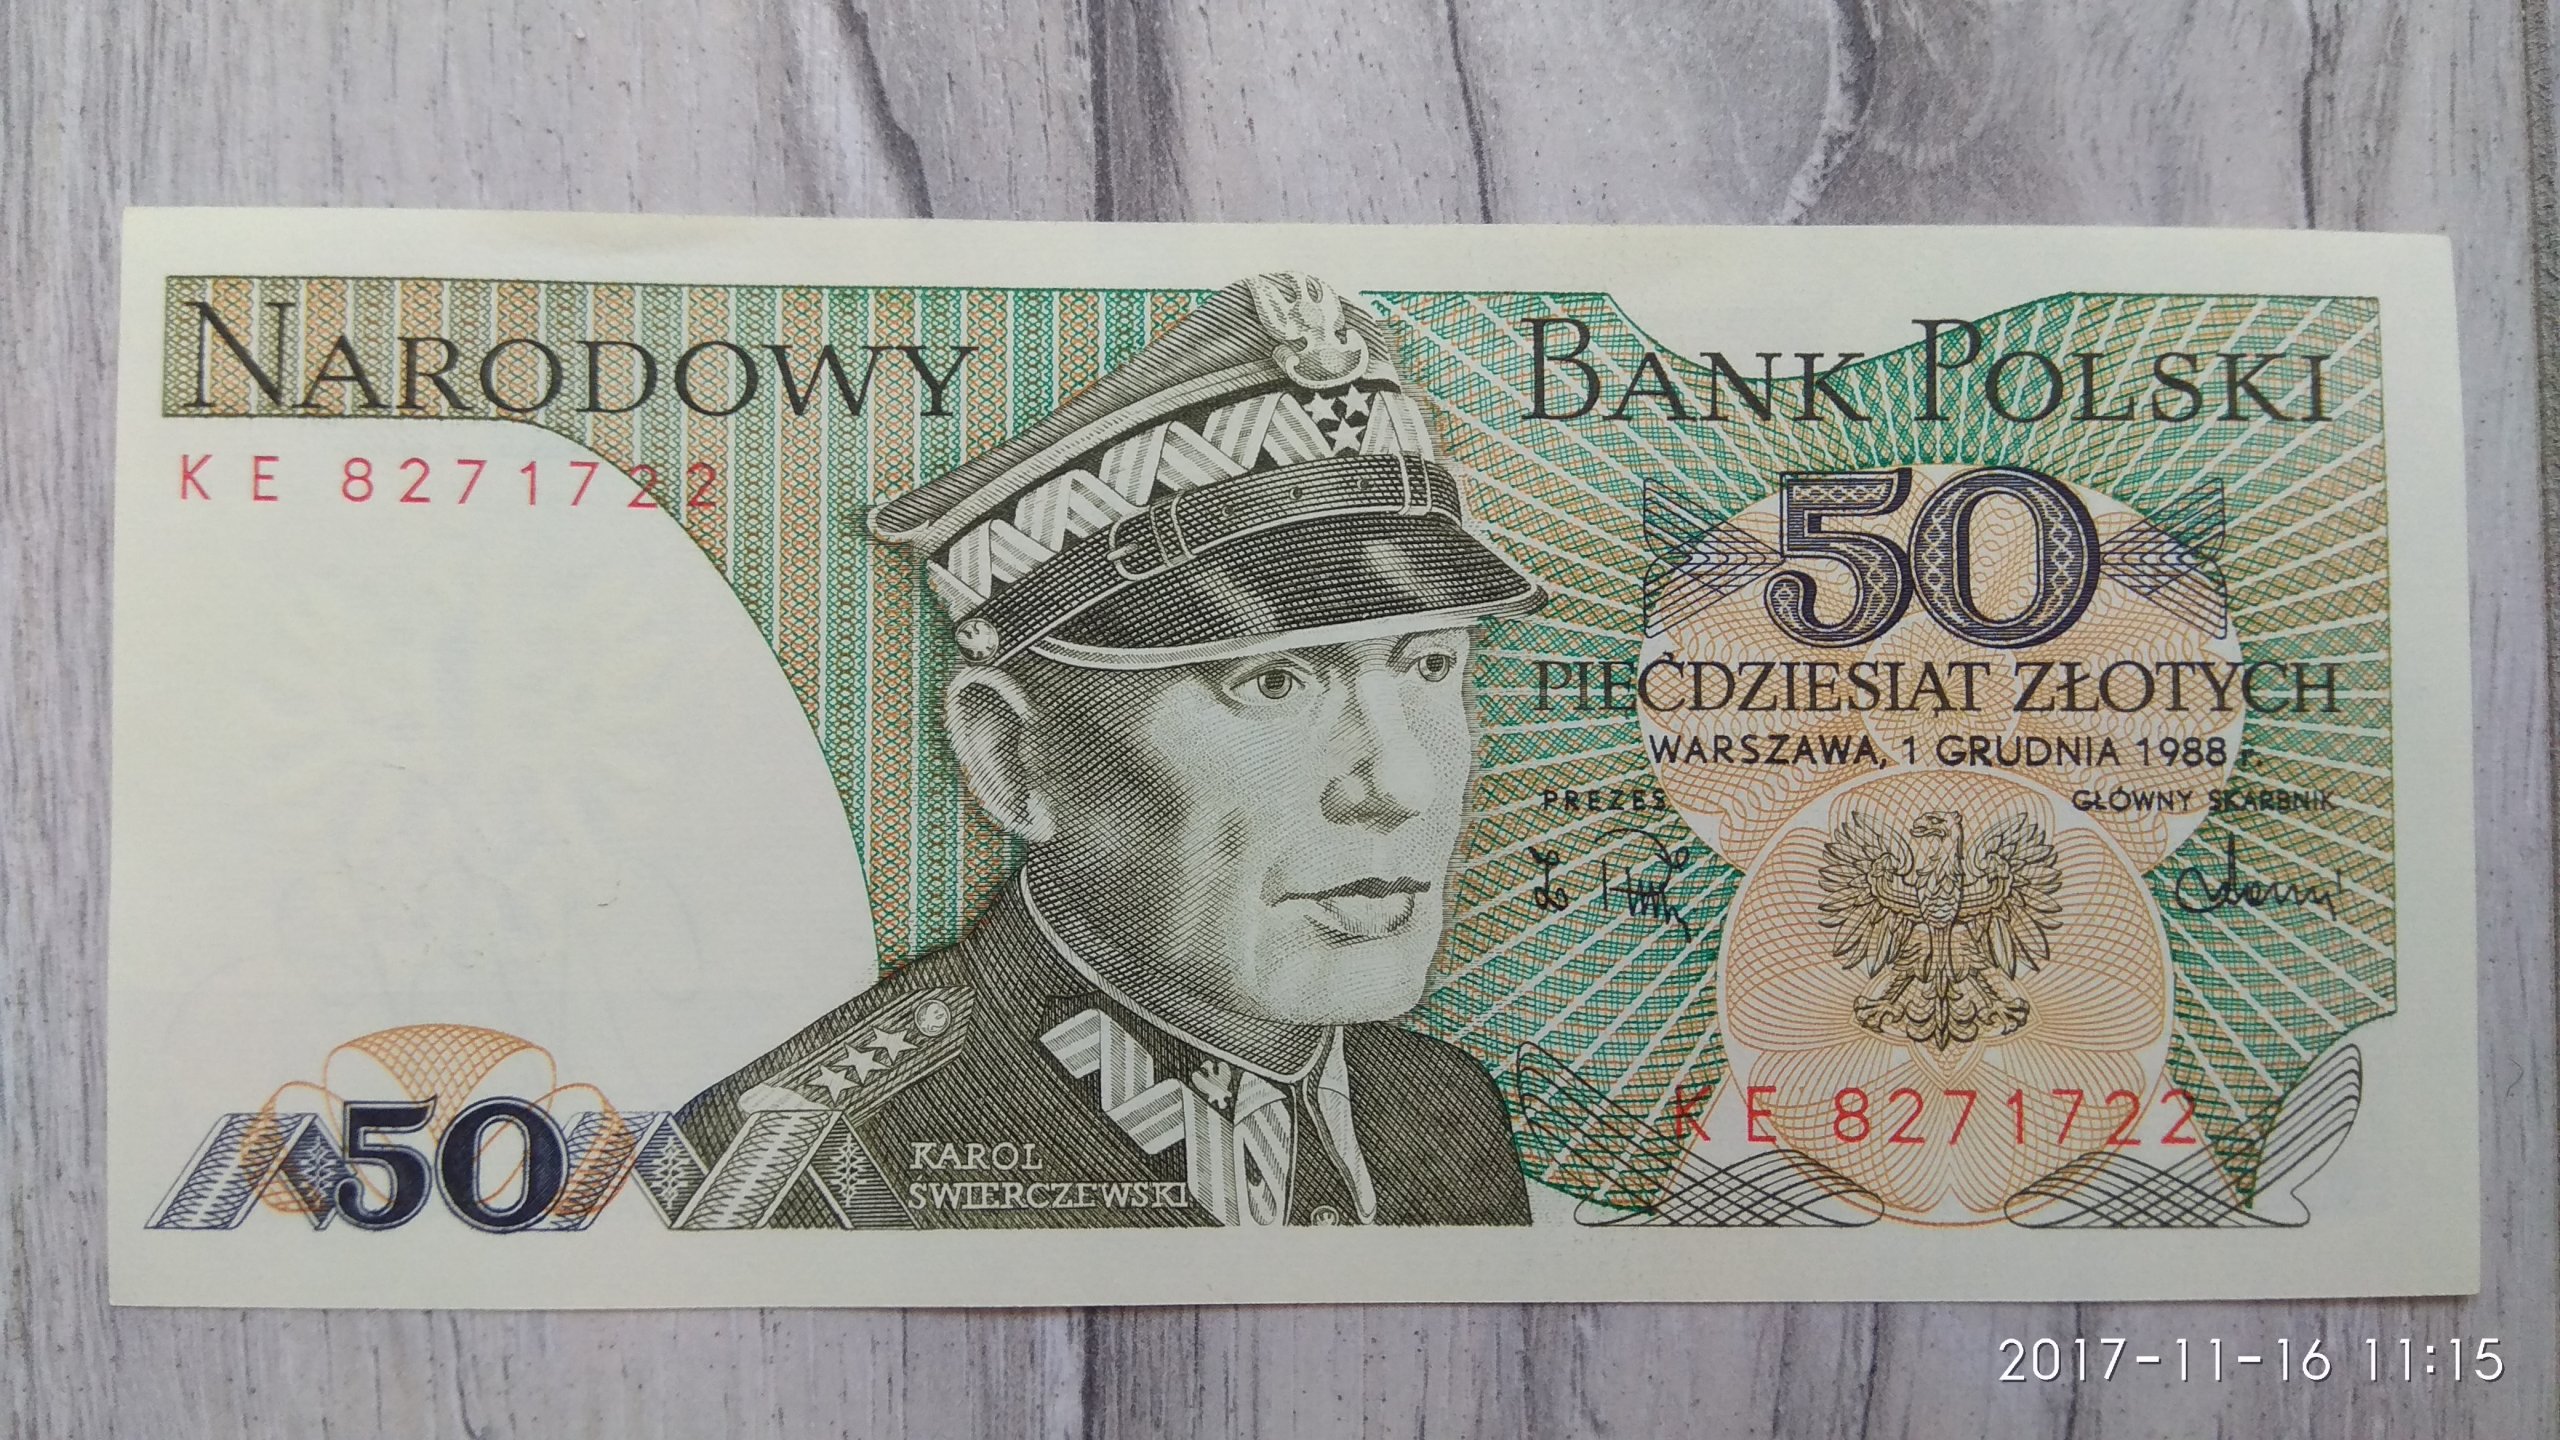 NARODOWY BANK POLSKI
KE 8271722
50
PIĘĆDZIESIĄT ZŁOTYCH
WARSZAWA, 1 GRUDNIA 1988 r.
PREZES GŁÓWNY SKARBNIK
KE 8271722
50
KAROL
ŚWIERCZEWSKI
2017-11-16 11:15